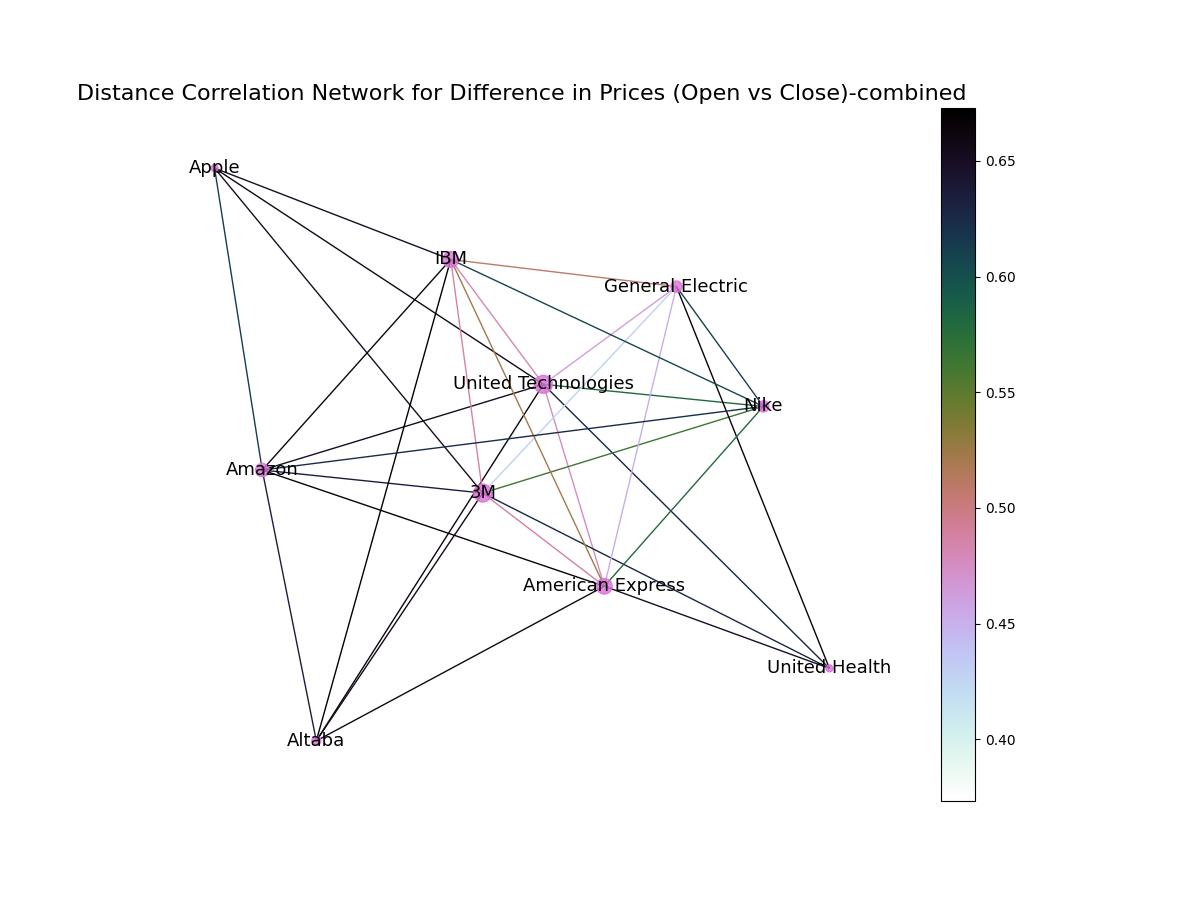 Distance Correlation Network for Difference in Prices (Open vs Close)-combined
Apple
IBM
General Electric
United Technologies
Nike
Amazon
3M
American Express
United Health
Altaba
0.65
0.60
0.55
0.50
0.45
0.40